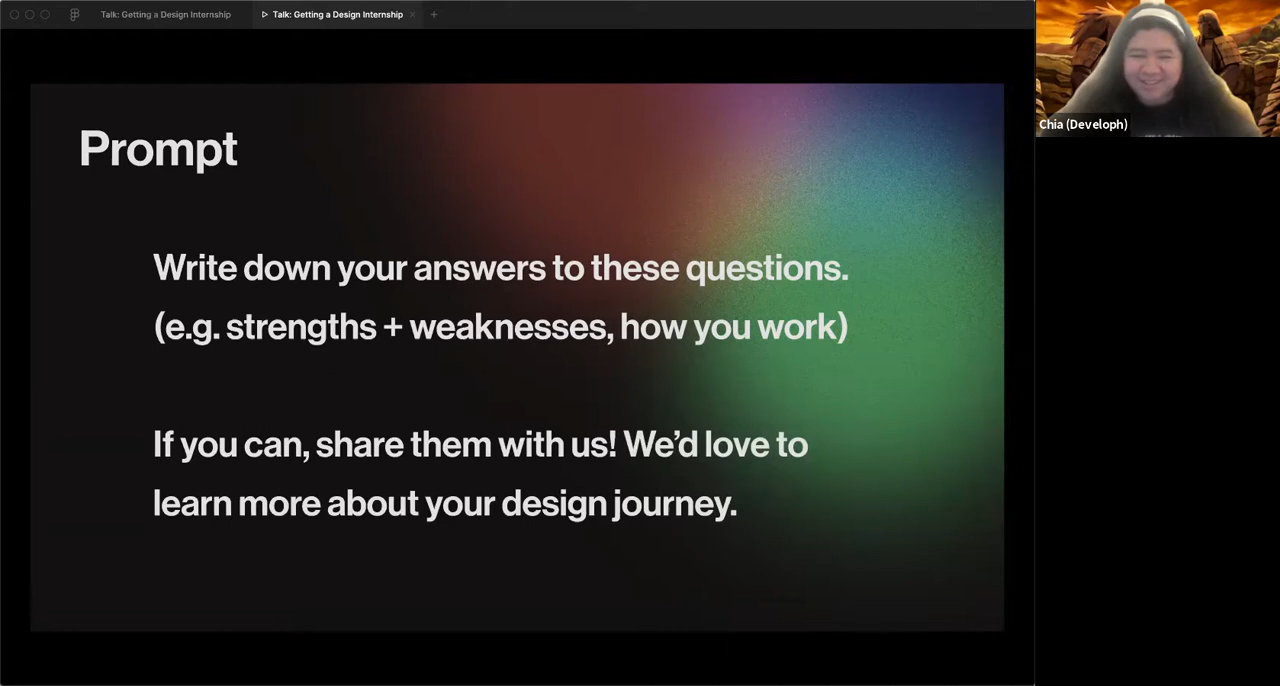 Talk: Getting a Design Internship
Talk: Getting a Design Internship
Prompt
Write down your answers to these questions.
(e.g. strengths + weaknesses, how you work)
If you can, share them with us! We’d love to
learn more about your design journey.
Chia (Developh)